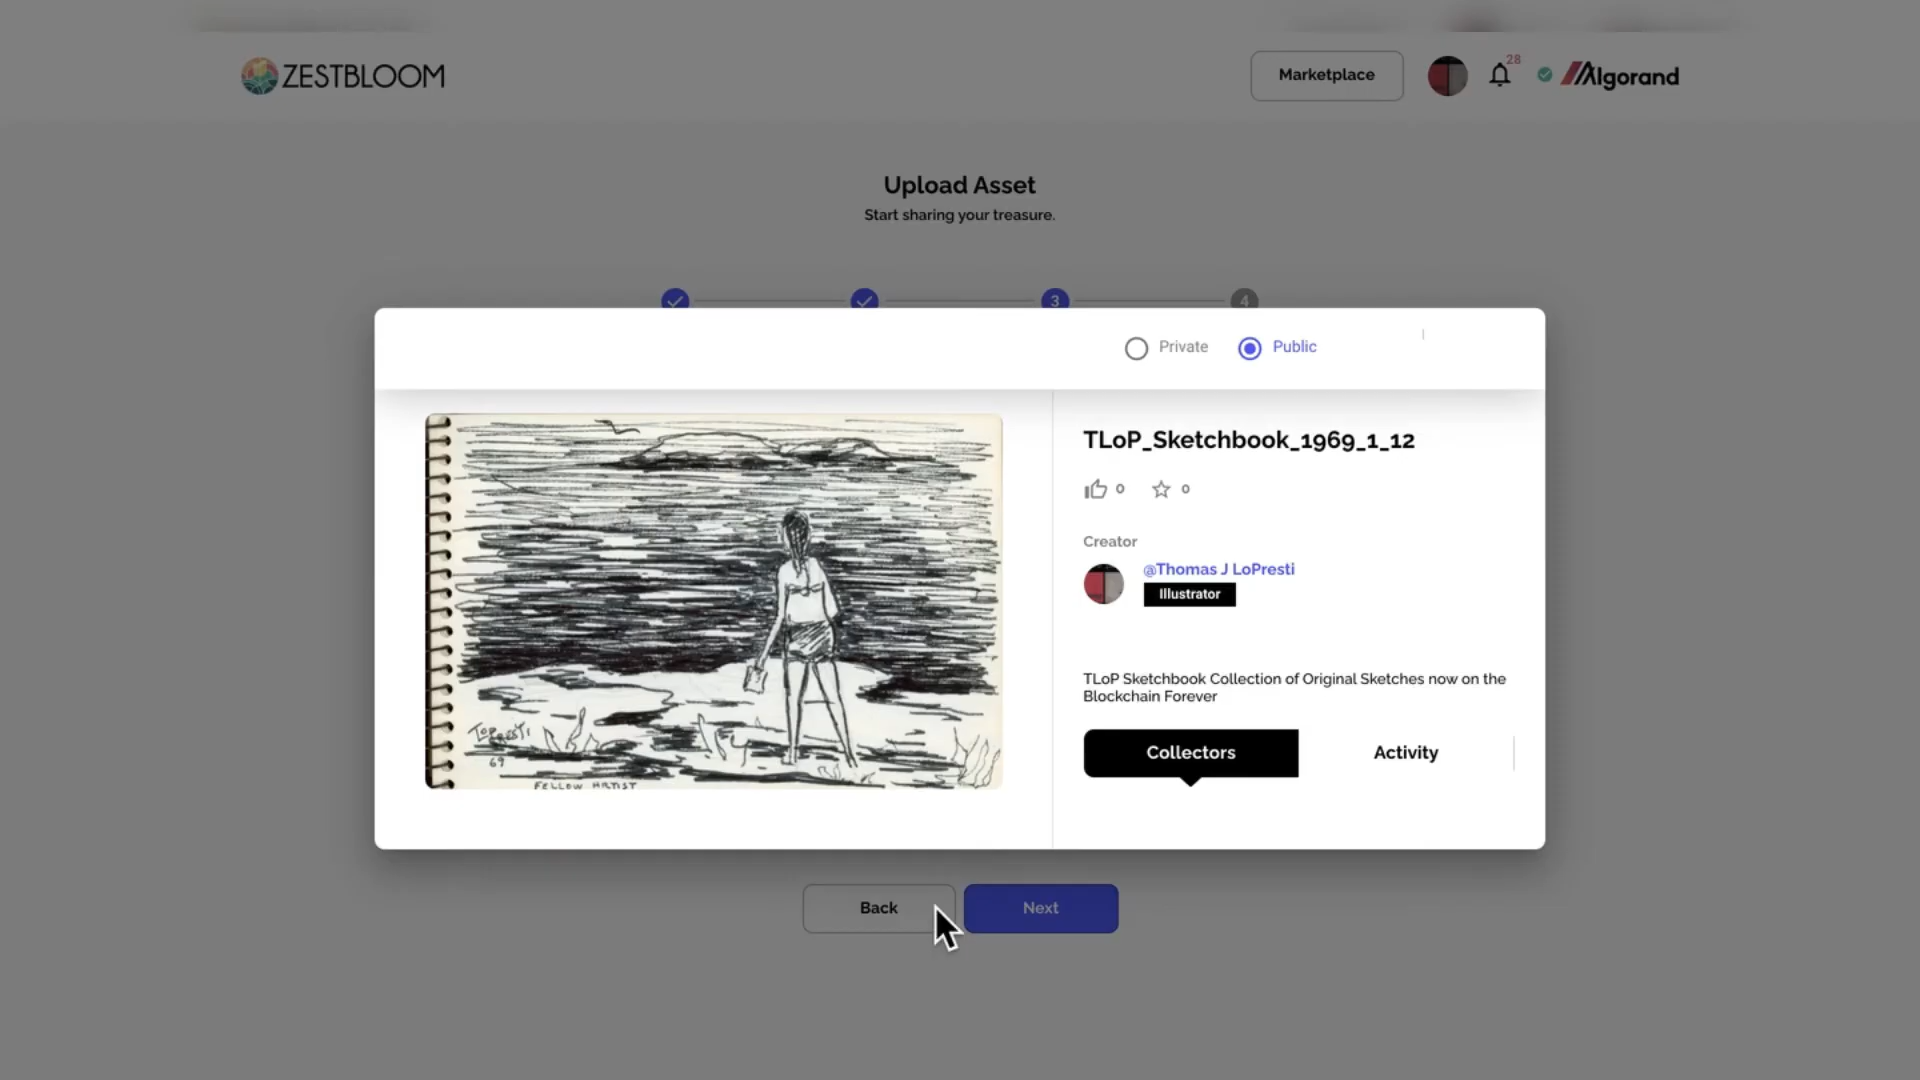 ZESTBLOOM
Marketplace
28
Algorand
Upload Asset
Start sharing your treasure.
3
4
Private
Public
TLoP_Sketchbook_1969_1_12
0
0
Creator
@Thomas J LoPresti
Illustrator
TLoP Sketchbook Collection of Original Sketches now on the
Blockchain Forever
Collectors
Activity
LOPRESTI
69
FELLOW ARTIST
Back
Next